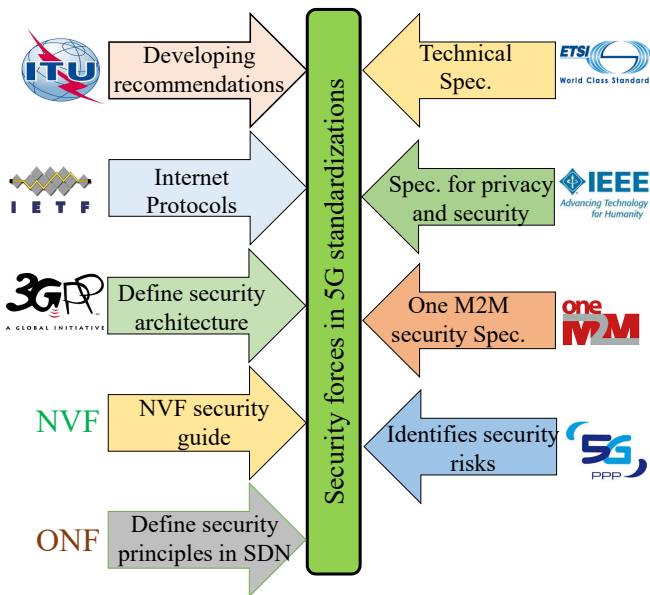 ITU
Developing
recommendations
IETF
Internet
Protocols
3GPP
A GLOBAL INITIATIVE
Define security
architecture
NVF
NVF security
guide
ONF
Define security
principles in SDN
Security forces in 5G standardizations
Technical
Spec.
ETSI
World Class Standard
Spec. for privacy
and security
IEEE
Advancing Technology
for Humanity
One M2M
security Spec.
one
M2M
Identifies security
risks
5G
PPP